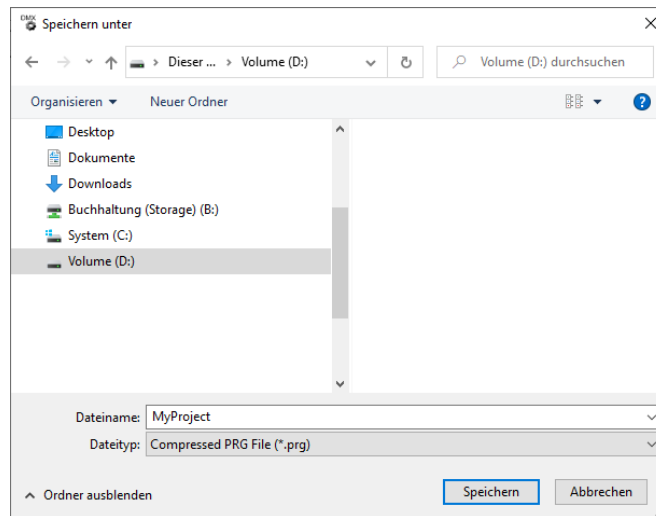 DMX
Speichern unter
Dieser ... > Volume (D:)
Volume (D:) durchsuchen
Organisieren
Neuer Ordner
?
Desktop
Dokumente
Downloads
Buchhaltung (Storage) (B:)
System (C:)
Volume (D:)
Dateiname: MyProject
Dateityp: Compressed PRG File (*.prg)
Ordner ausblenden
Speichern
Abbrechen